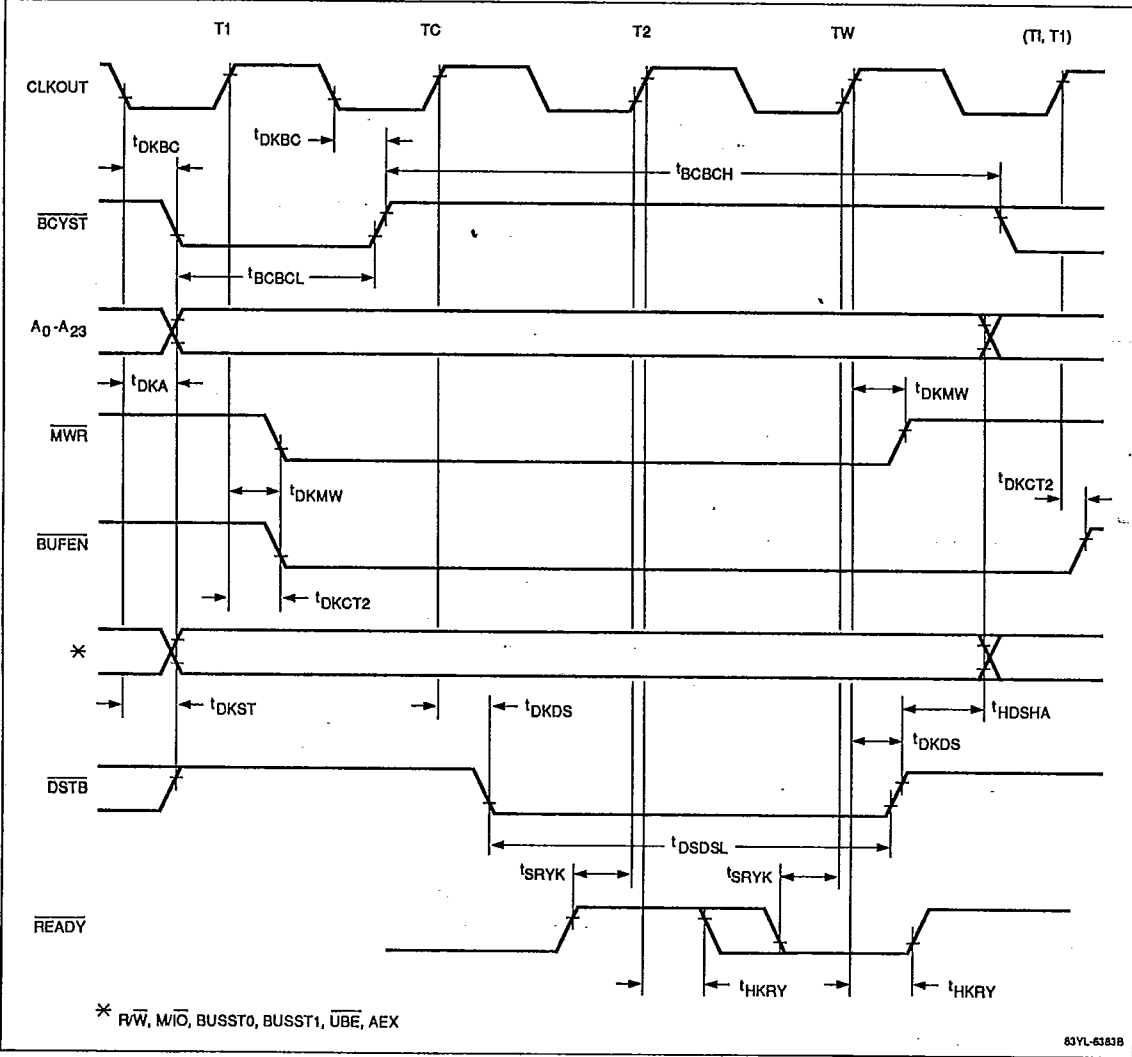 T1 TC T2 TW (TI, T1)
CLKOUT
tDKBC tDKBC
tBCBCH
BCYST
tBCBCL
A0-A23
tDKA tDKMW
MWR
tDKMW tDKCT2
BUFEN
tDKCT2
*
tDKST tDKDS tHDSHA
tDKDS
DSTB
tDSDSL
tSRYK tSRYK
READY
tHKRY tHKRY
* R/W, M/IO, BUSST0, BUSST1, UBE, AEX
83YL-6383B